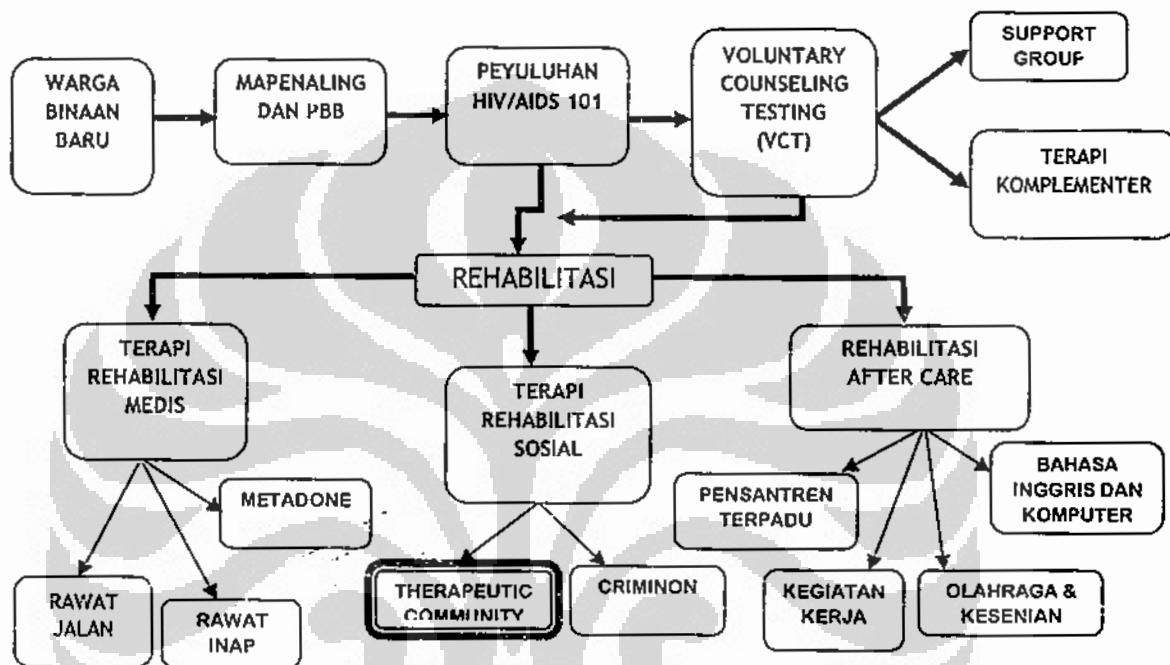 WARGA
BINAAN
BARU
MAPENALING
DAN PBB
PEYULUHAN
HIV/AIDS 101
VOLUNTARY
COUNSELING
TESTING
(VCT)
SUPPORT
GROUP
TERAPI
KOMPLEMENTER
REHABILITASI
TERAPI
REHABILITASI
MEDIS
TERAPI
REHABILITASI
SOSIAL
REHABILITASI
AFTER CARE
METADONE
RAWAT
JALAN
RAWAT
INAP
THERAPEUTIC
COMMUNITY
CRIMINON
PENSANTREN
TERPADU
BAHASA
INGGRIS DAN
KOMPUTER
KEGIATAN
KERJA
OLAHRAGA &
KESENIAN